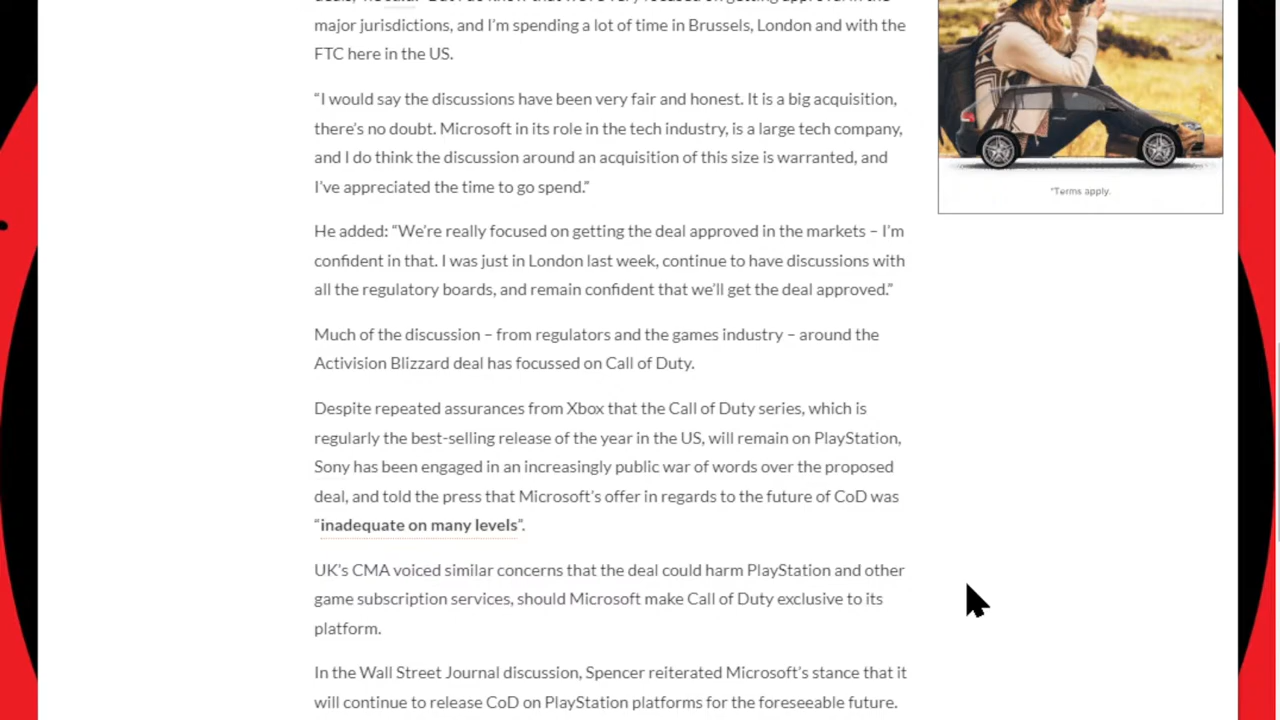 major jurisdictions, and I'm spending a lot of time in Brussels, London and with the
FTC here in the US.
“I would say the discussions have been very fair and honest. It is a big acquisition,
there's no doubt. Microsoft in its role in the tech industry, is a large tech company,
and I do think the discussion around an acquisition of this size is warranted, and
I've appreciated the time to go spend.”
He added: “We're really focused on getting the deal approved in the markets – I'm
confident in that. I was just in London last week, continue to have discussions with
all the regulatory boards, and remain confident that we'll get the deal approved.”
Much of the discussion – from regulators and the games industry – around the
Activision Blizzard deal has focussed on Call of Duty.
Despite repeated assurances from Xbox that the Call of Duty series, which is
regularly the best-selling release of the year in the US, will remain on PlayStation,
Sony has been engaged in an increasingly public war of words over the proposed
deal, and told the press that Microsoft's offer in regards to the future of CoD was
“inadequate on many levels”.
UK's CMA voiced similar concerns that the deal could harm PlayStation and other
game subscription services, should Microsoft make Call of Duty exclusive to its
platform.
In the Wall Street Journal discussion, Spencer reiterated Microsoft's stance that it
will continue to release CoD on PlayStation platforms for the foreseeable future.
*Terms apply.